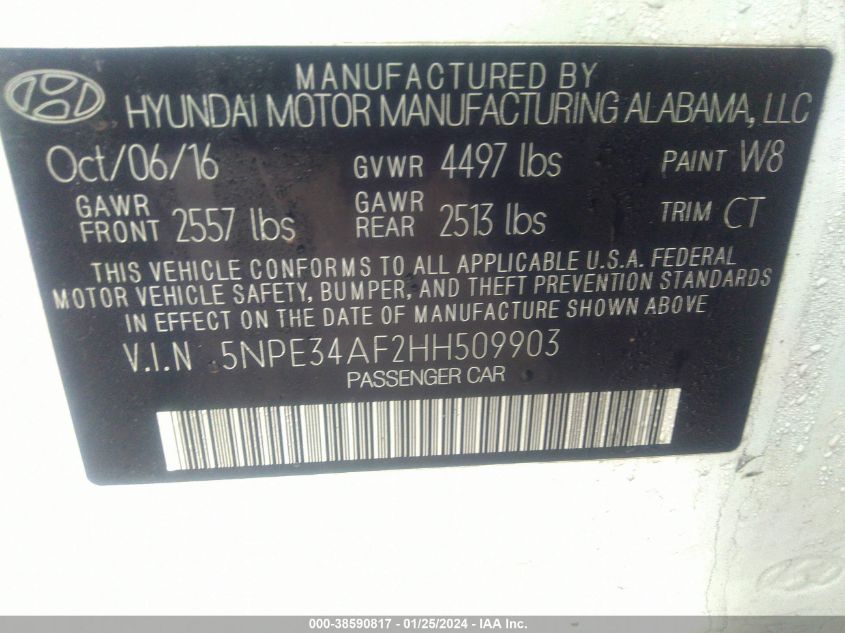 MANUFACTURED BY
HYUNDAI MOTOR MANUFACTURING ALABAMA, LLC
Oct/06/16 GVWR 4497 lbs PAINT W8
GAWR FRONT 2557 lbs GAWR REAR 2513 lbs TRIM CT
THIS VEHICLE CONFORMS TO ALL APPLICABLE U.S.A. FEDERAL
MOTOR VEHICLE SAFETY, BUMPER, AND THEFT PREVENTION STANDARDS
IN EFFECT ON THE DATE OF MANUFACTURE SHOWN ABOVE
V.I.N 5NPE34AF2HH509903
PASSENGER CAR
000-38590817 - 01/25/2024 - IAA Inc.